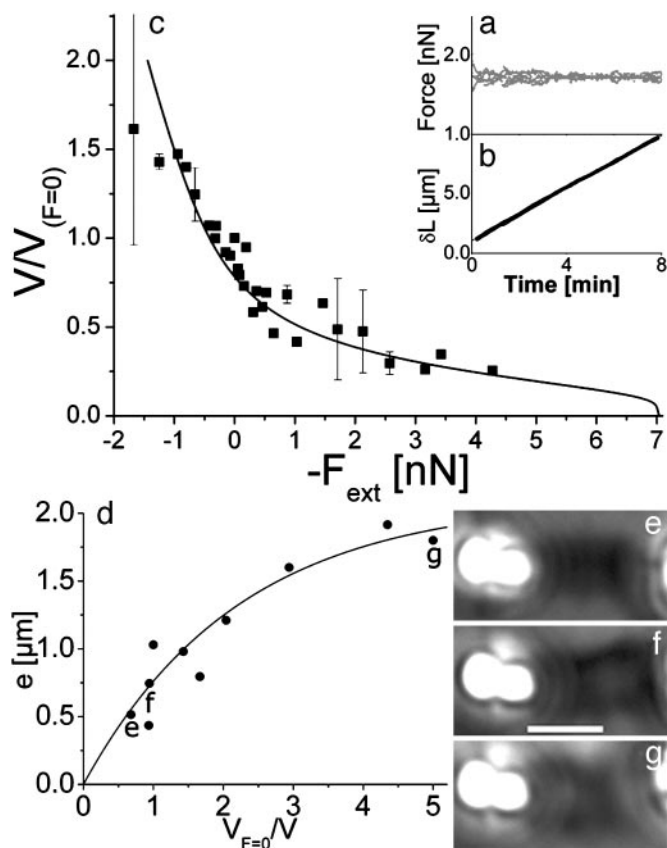 c
V/V(F=0)
2.0
1.5
1.0
0.5
0.0
-2 -1 0 1 2 3 4 5 6 7
-Fext [nN]
a
Force [nN]
2.0
1.0
b
δL [µm]
5.0
0.0
0 4 8
Time [min]
d
e [µm]
2.0
1.5
1.0
0.5
0.0
e
f
g
0 1 2 3 4 5
VF=0/V
e
f
g